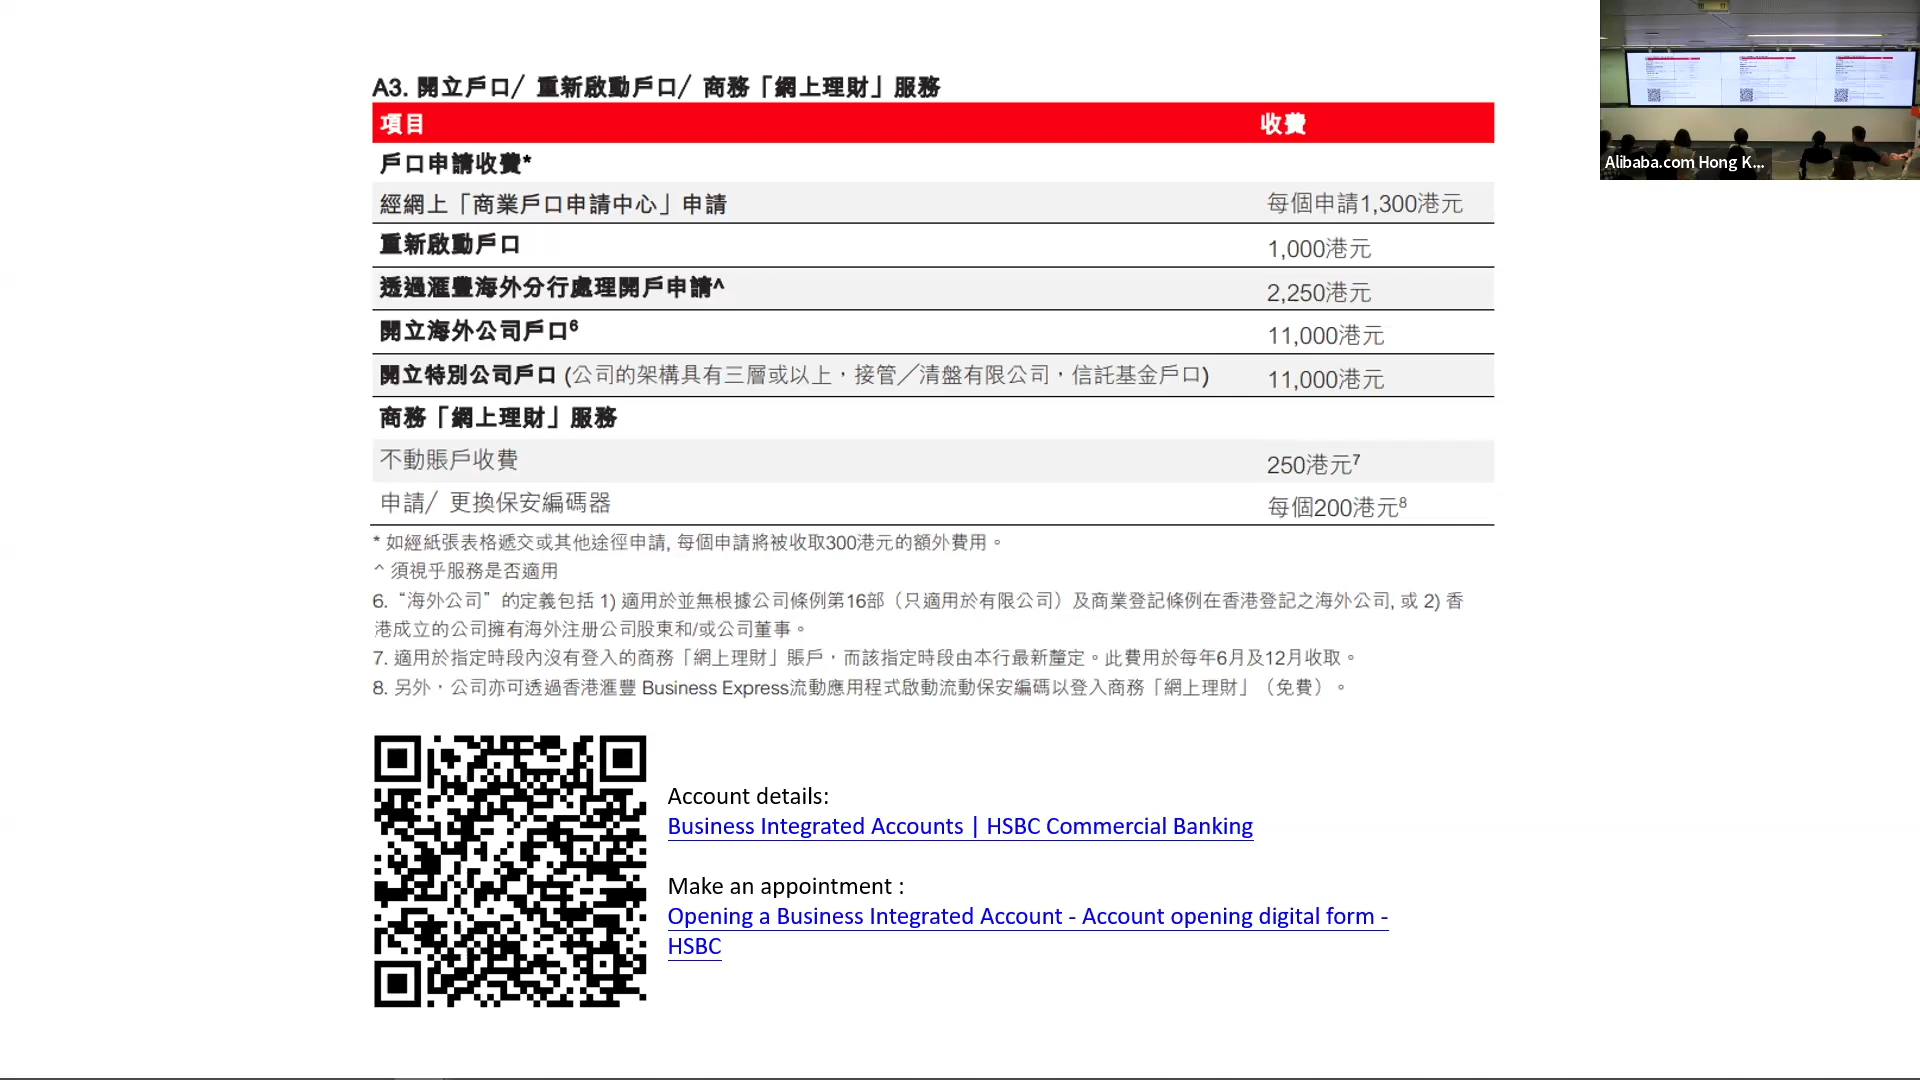 A3. 開立戶口/ 重新啟動戶口/ 商務「網上理財」服務
項目 收費
戶口申請收費*
經網上「商業戶口申請中心」申請 每個申請1,300港元
重新啟動戶口 1,000港元
透過滙豐海外分行處理開戶申請^ 2,250港元
開立海外公司戶口6 11,000港元
開立特別公司戶口 (公司的架構具有三層或以上，接管／清盤有限公司，信託基金戶口) 11,000港元
商務「網上理財」服務
不動賬戶收費 250港元7
申請/ 更換保安編碼器 每個200港元8
* 如經紙張表格遞交或其他途徑申請, 每個申請將被收取300港元的額外費用。
^ 須視乎服務是否適用
6. “海外公司” 的定義包括 1) 適用於並無根據公司條例第16部（只適用於有限公司）及商業登記條例在香港登記之海外公司, 或 2) 香
港成立的公司擁有海外注册公司股東和/或公司董事。
7. 適用於指定時段內沒有登入的商務「網上理財」賬戶，而該指定時段由本行最新釐定。此費用於每年6月及12月收取。
8. 另外，公司亦可透過香港滙豐 Business Express流動應用程式啟動流動保安編碼以登入商務「網上理財」（免費）。
Account details:
Business Integrated Accounts | HSBC Commercial Banking
Make an appointment :
Opening a Business Integrated Account - Account opening digital form -
HSBC
Alibaba.com Hong K...